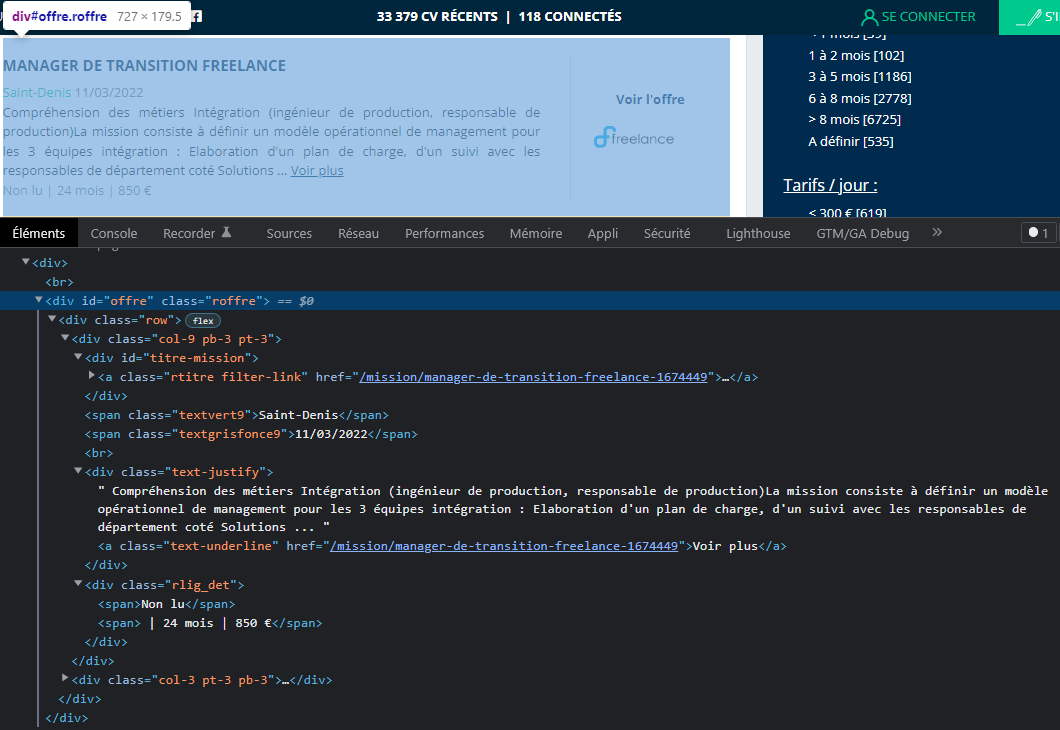 div#offre.roffre 727 × 179.5
33 379 CV RÉCENTS | 118 CONNECTÉS
SE CONNECTER
S'I
MANAGER DE TRANSITION FREELANCE
Saint-Denis 11/03/2022
Compréhension des métiers Intégration (ingénieur de production, responsable de
production)La mission consiste à définir un modèle opérationnel de management pour
les 3 équipes intégration : Elaboration d'un plan de charge, d'un suivi avec les
responsables de département coté Solutions ... Voir plus
Non lu | 24 mois | 850 €
Voir l'offre
freelance
1 à 2 mois [102]
3 à 5 mois [1186]
6 à 8 mois [2778]
> 8 mois [6725]
A définir [535]
Tarifs / jour :
< 300 € [619]
Éléments Console Recorder Sources Réseau Performances Mémoire Appli Sécurité Lighthouse GTM/GA Debug » 1
<div>
<br>
<div id="offre" class="roffre"> == $0
<div class="row"> flex
<div class="col-9 pb-3 pt-3">
<div id="titre-mission">
<a class="rtitre filter-link" href="/mission/manager-de-transition-freelance-1674449">…</a>
</div>
<span class="textvert9">Saint-Denis</span>
<span class="textgrisfonce9">11/03/2022</span>
<br>
<div class="text-justify">
" Compréhension des métiers Intégration (ingénieur de production, responsable de production)La mission consiste à définir un modèle
opérationnel de management pour les 3 équipes intégration : Elaboration d'un plan de charge, d'un suivi avec les responsables de
département coté Solutions ... "
<a class="text-underline" href="/mission/manager-de-transition-freelance-1674449">Voir plus</a>
</div>
<div class="rlig_det">
<span>Non lu</span>
<span> | 24 mois | 850 €</span>
</div>
</div>
<div class="col-3 pt-3 pb-3">…</div>
</div>
</div>